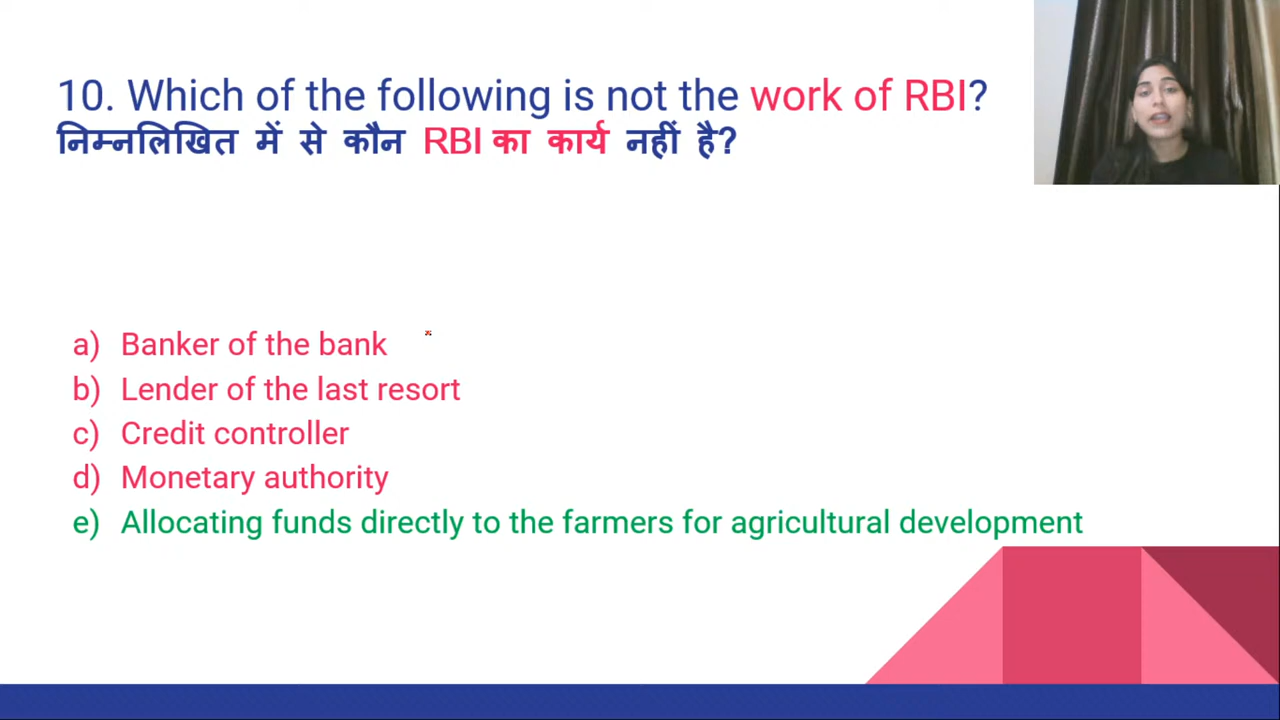 10. Which of the following is not the work of RBI?
निम्नलिखित में से कौन RBI का कार्य नहीं है?
a) Banker of the bank
b) Lender of the last resort
c) Credit controller
d) Monetary authority
e) Allocating funds directly to the farmers for agricultural development